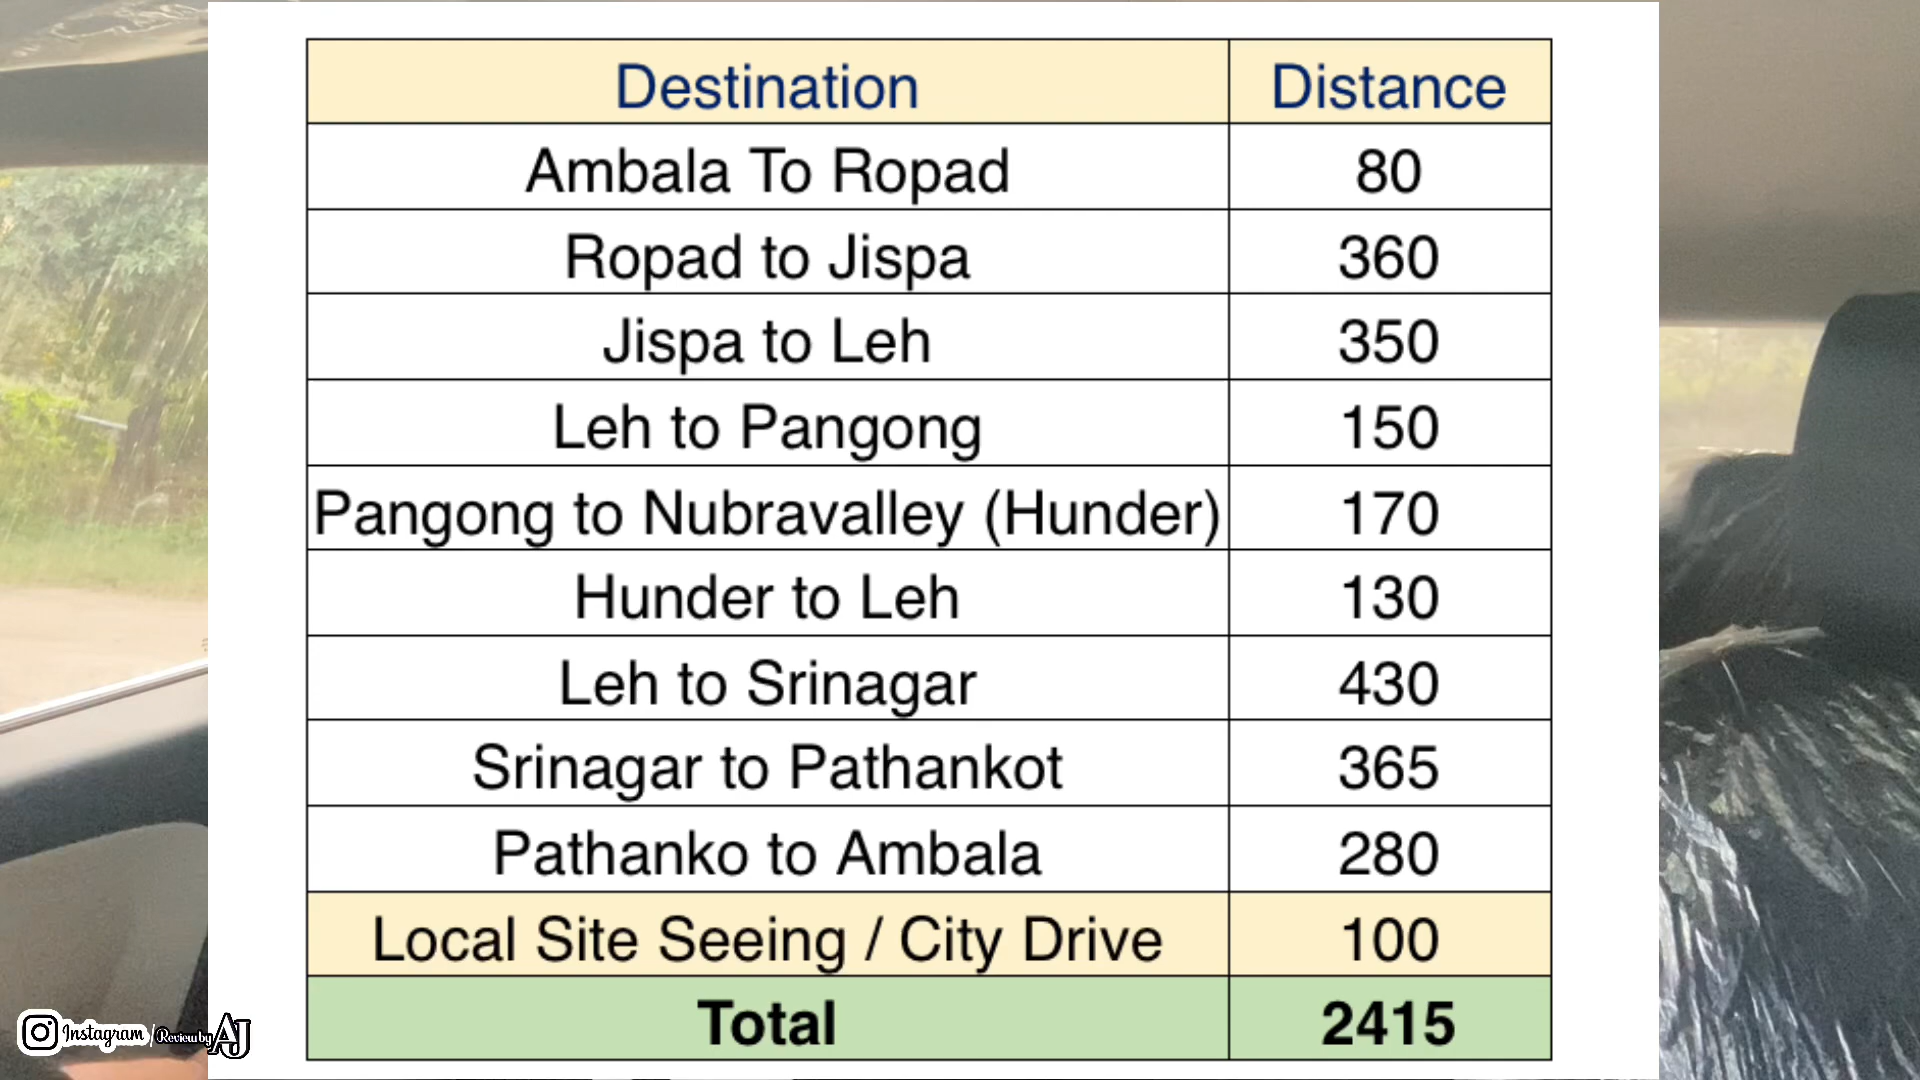 Destination Distance
Ambala To Ropad 80
Ropad to Jispa 360
Jispa to Leh 350
Leh to Pangong 150
Pangong to Nubravalley (Hunder) 170
Hunder to Leh 130
Leh to Srinagar 430
Srinagar to Pathankot 365
Pathanko to Ambala 280
Local Site Seeing / City Drive 100
Total 2415
Instagram / Review by AJ